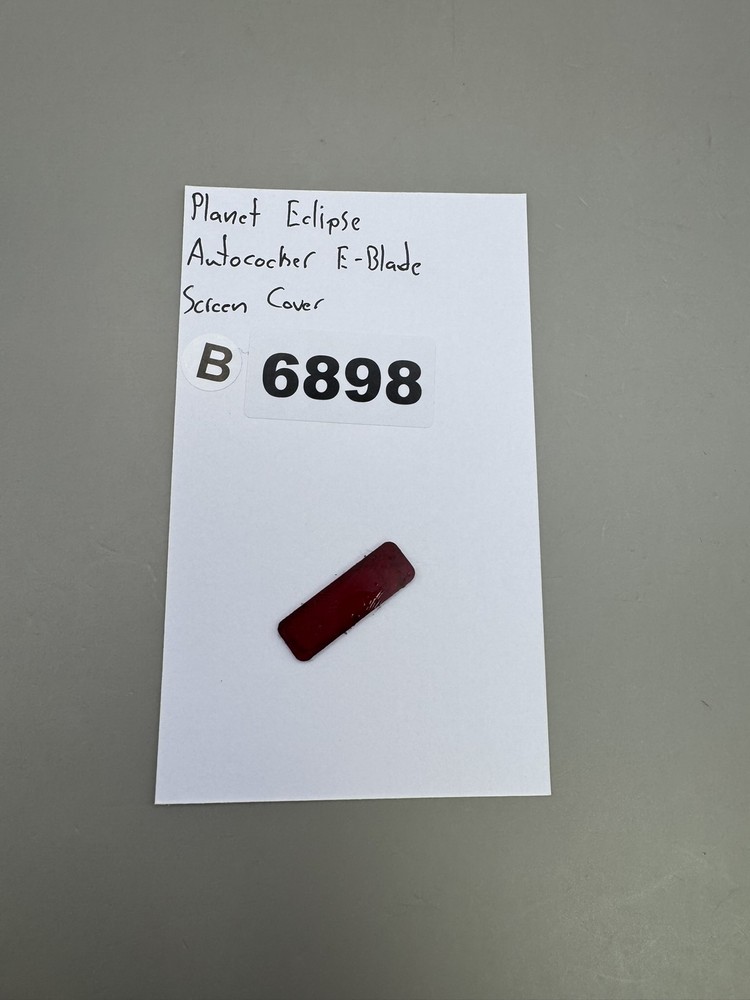 Planet Eclipse
Autococker E-Blade
Screen Cover
B 6898